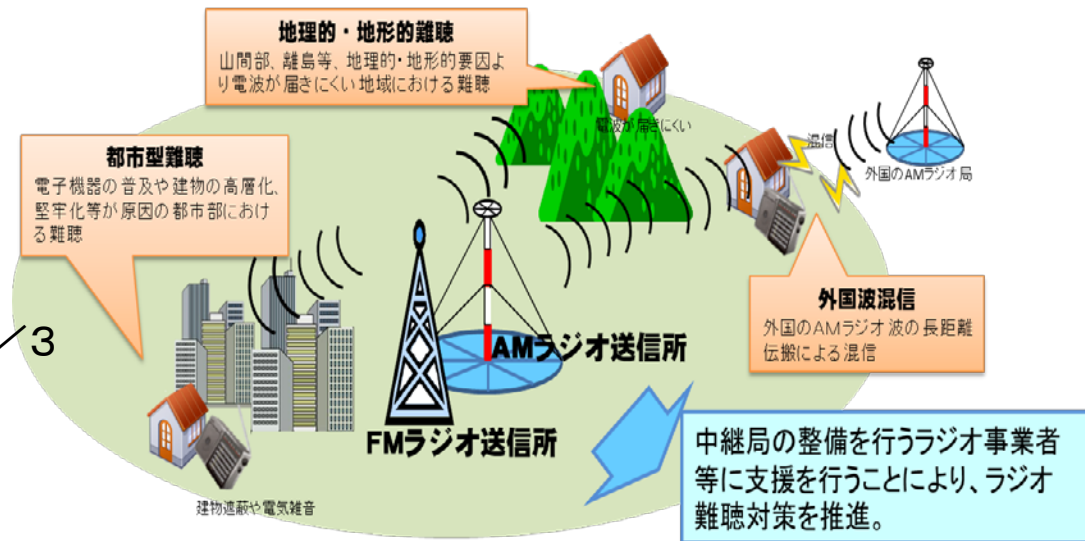 地理的・地形的難聴
山間部、離島等、地理的・地形的要因よ
り電波が届きにくい地域における難聴
電波が届きにくい
混信
外国のAMラジオ局
都市型難聴
電子機器の普及や建物の高層化、
堅牢化等が原因の都市部におけ
る難聴
外国波混信
外国のAMラジオ波の長距離
伝搬による混信
3
AMラジオ送信所
FMラジオ送信所
中継局の整備を行うラジオ事業者
等に支援を行うことにより、ラジオ
難聴対策を推進。
建物遮蔽や電気雑音